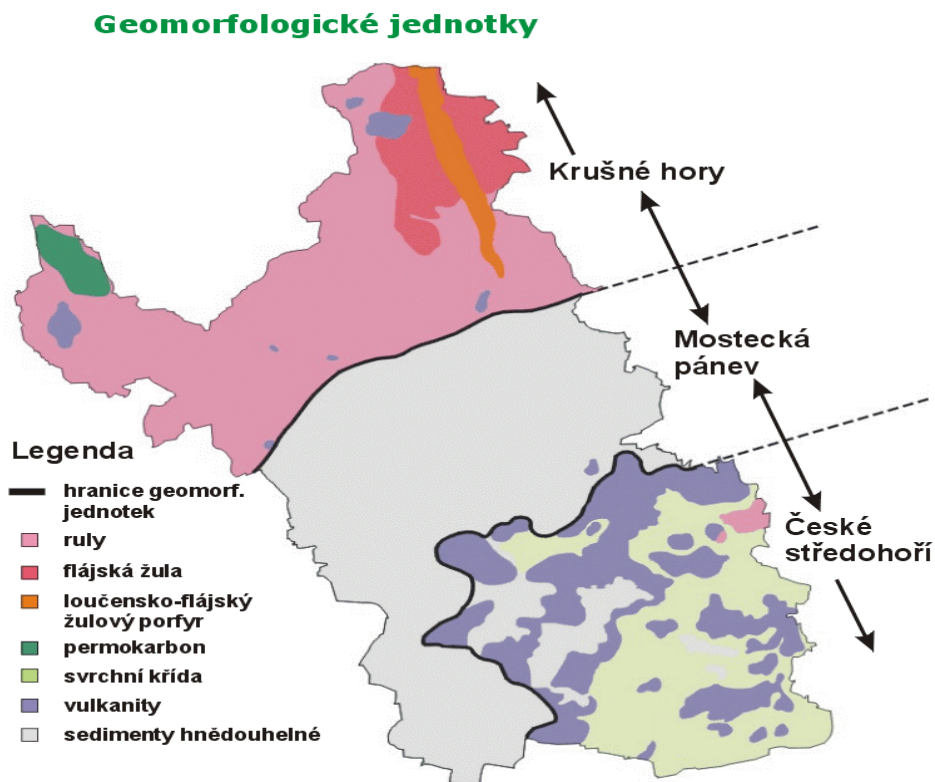 Geomorfologické jednotky
Krušné hory
Mostecká
pánev
České
středohoří
Legenda
hranice geomorf.
jednotek
ruly
flájská žula
loučensko-flájský
žulový porfyr
permokarbon
svrchní křída
vulkanity
sedimenty hnědouhelné